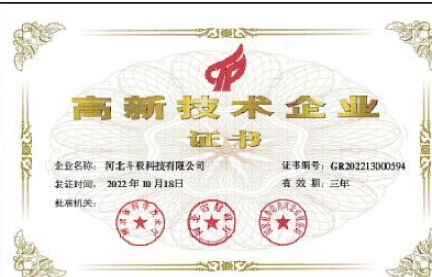 高新技术企业
证书
企业名称：河北斗极科技有限公司 证书编号：GR202213000594
发证时间：2022年10月18日 有效期：三年
批准机关：